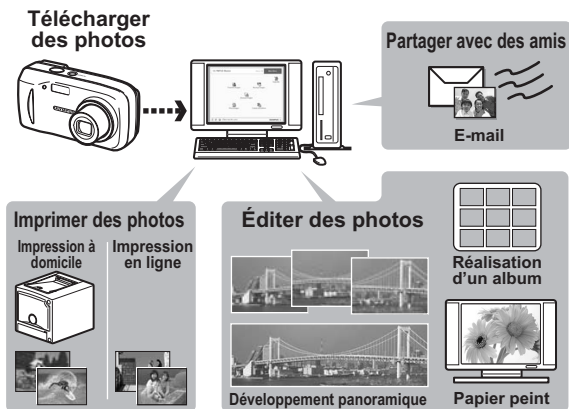 Télécharger
des photos
Partager avec des amis
E-mail
Imprimer des photos
Impression à
domicile
Impression
en ligne
Éditer des photos
Développement panoramique
Réalisation
d'un album
Papier peint